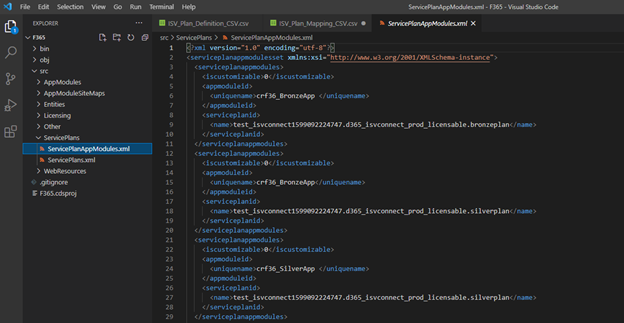 File Edit Selection View Go Run Terminal Help
ServicePlanAppModules.xml - F365 - Visual Studio Code
EXPLORER
F365
bin
obj
src
AppModules
AppModuleSiteMaps
Entities
Licensing
Other
ServicePlans
ServicePlanAppModules.xml
ServicePlans.xml
WebResources
.gitignore
F365.cdsproj
ISV_Plan_Definition_CSV.csv
ISV_Plan_Mapping_CSV.csv
ServicePlanAppModules.xml
src > ServicePlans > ServicePlanAppModules.xml
1 <?xml version="1.0" encoding="utf-8"?>
2 <serviceplanappmodulesset xmlns:xsi="http://www.w3.org/2001/XMLSchema-instance">
3 <serviceplanappmodules>
4 <iscustomizable>0</iscustomizable>
5 <appmoduleid>
6 <uniquename>crf36_BronzeApp </uniquename>
7 </appmoduleid>
8 <serviceplanid>
9 <name>test_isvconnect1599092224747.d365_isvconnect_prod_licensable.bronzeplan</name>
10 </serviceplanid>
11 </serviceplanappmodules>
12 <serviceplanappmodules>
13 <iscustomizable>0</iscustomizable>
14 <appmoduleid>
15 <uniquename>crf36_BronzeApp</uniquename>
16 </appmoduleid>
17 <serviceplanid>
18 <name>test_isvconnect1599092224747.d365_isvconnect_prod_licensable.silverplan</name>
19 </serviceplanid>
20 </serviceplanappmodules>
21 <serviceplanappmodules>
22 <iscustomizable>0</iscustomizable>
23 <appmoduleid>
24 <uniquename>crf36_SilverApp </uniquename>
25 </appmoduleid>
26 <serviceplanid>
27 <name>test_isvconnect1599092224747.d365_isvconnect_prod_licensable.silverplan</name>
28 </serviceplanid>
29 </serviceplanappmodules>